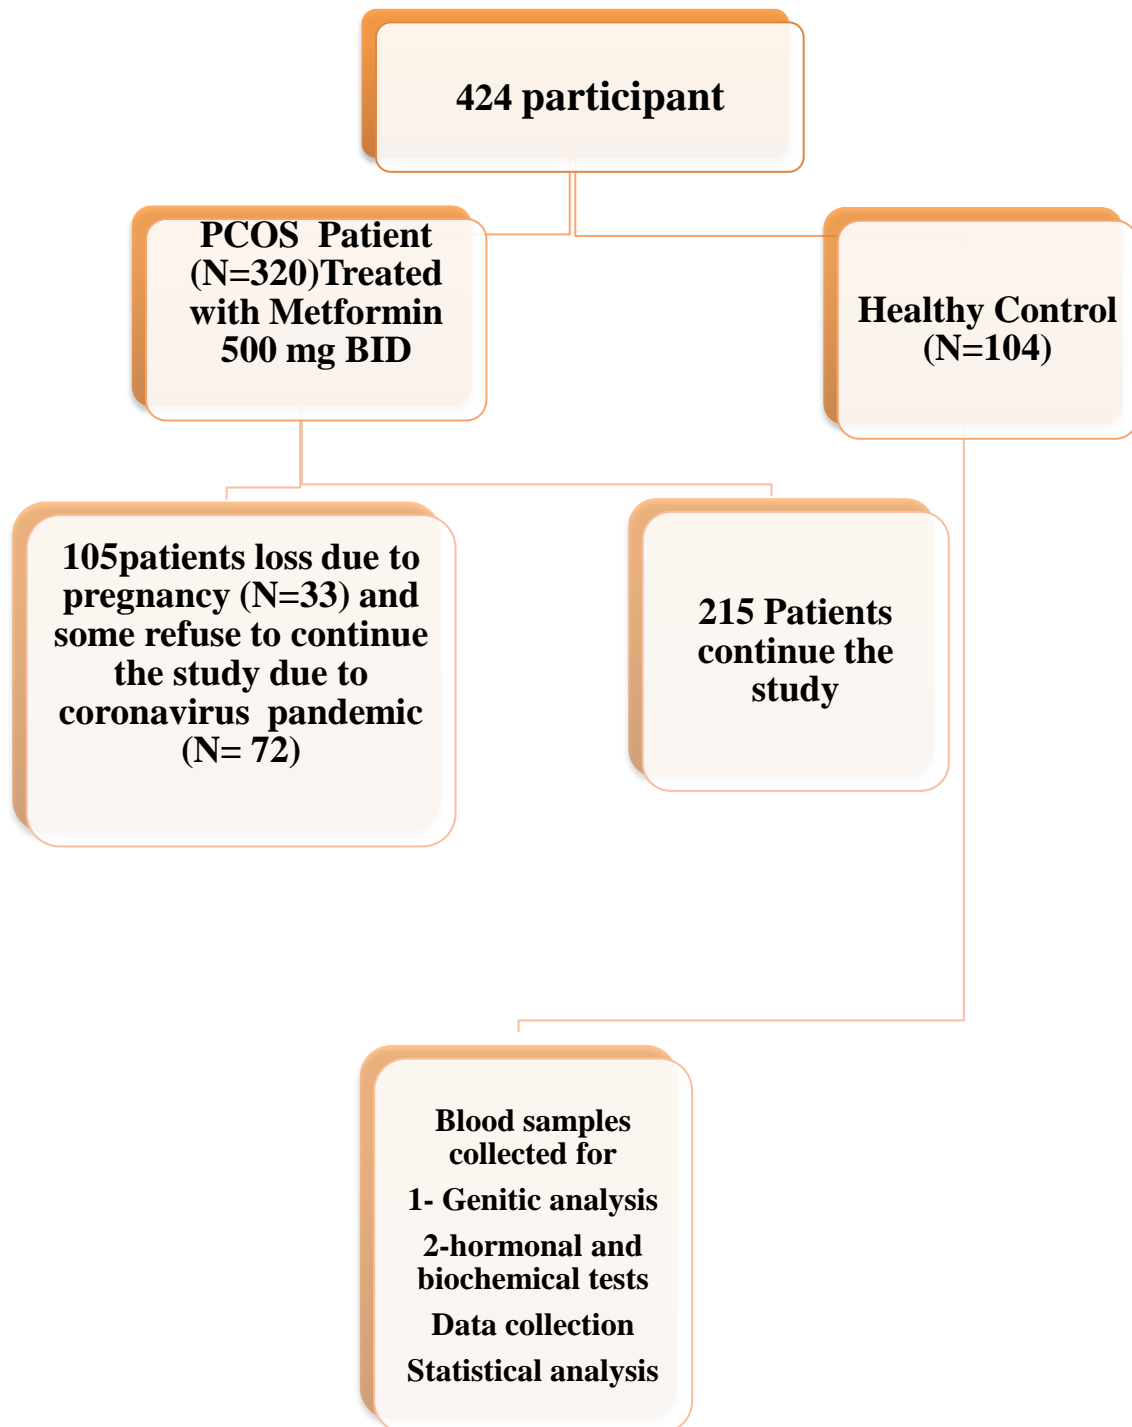 424 participant
PCOS Patient
(N=320)Treated
with Metformin
500 mg BID
Healthy Control
(N=104)
105patients loss due to
pregnancy (N=33) and
some refuse to continue
the study due to
coronavirus pandemic
(N= 72)
215 Patients
continue the
study
Blood samples
collected for
1- Genitic analysis
2-hormonal and
biochemical tests
Data collection
Statistical analysis